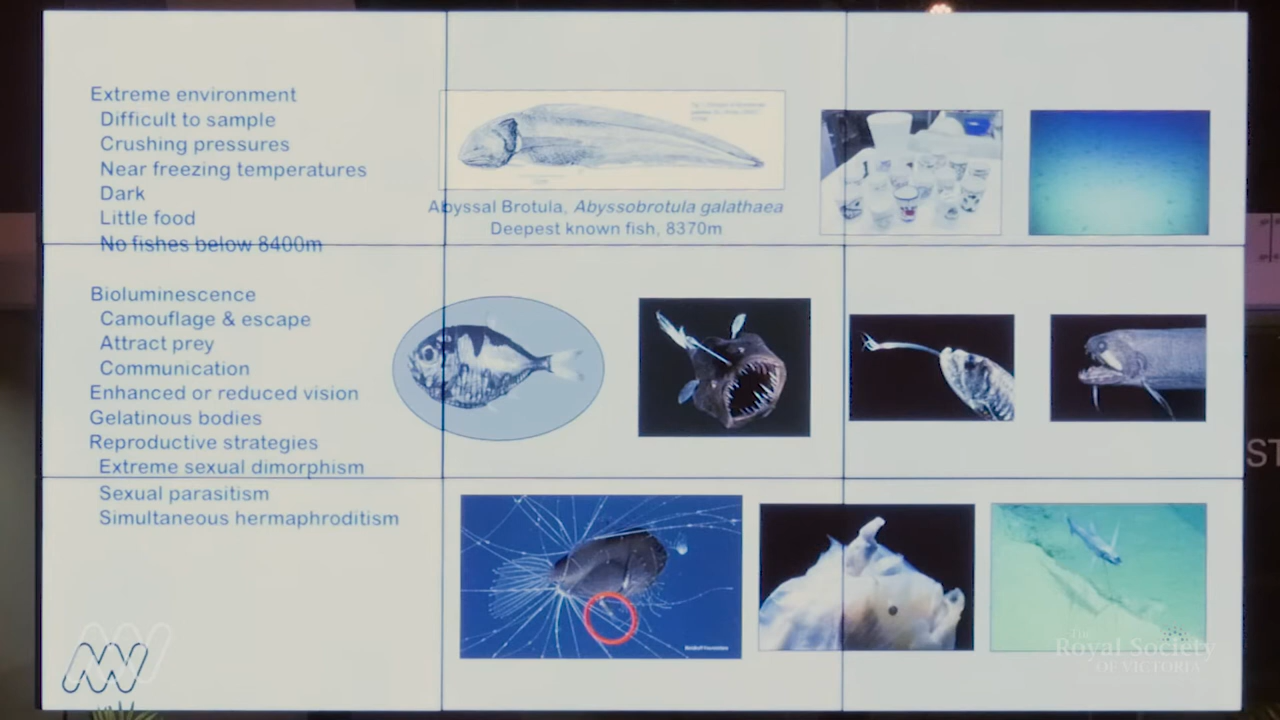 Extreme environment
Difficult to sample
Crushing pressures
Near freezing temperatures
Dark
Little food
No fishes below 8400m
Abyssal Brotula, Abyssobrotula galathaea
Deepest known fish, 8370m
Bioluminescence
Camouflage & escape
Attract prey
Communication
Enhanced or reduced vision
Gelatinous bodies
Reproductive strategies
Extreme sexual dimorphism
Sexual parasitism
Simultaneous hermaphroditism
The
Royal Society
OF VICTORIA
ST